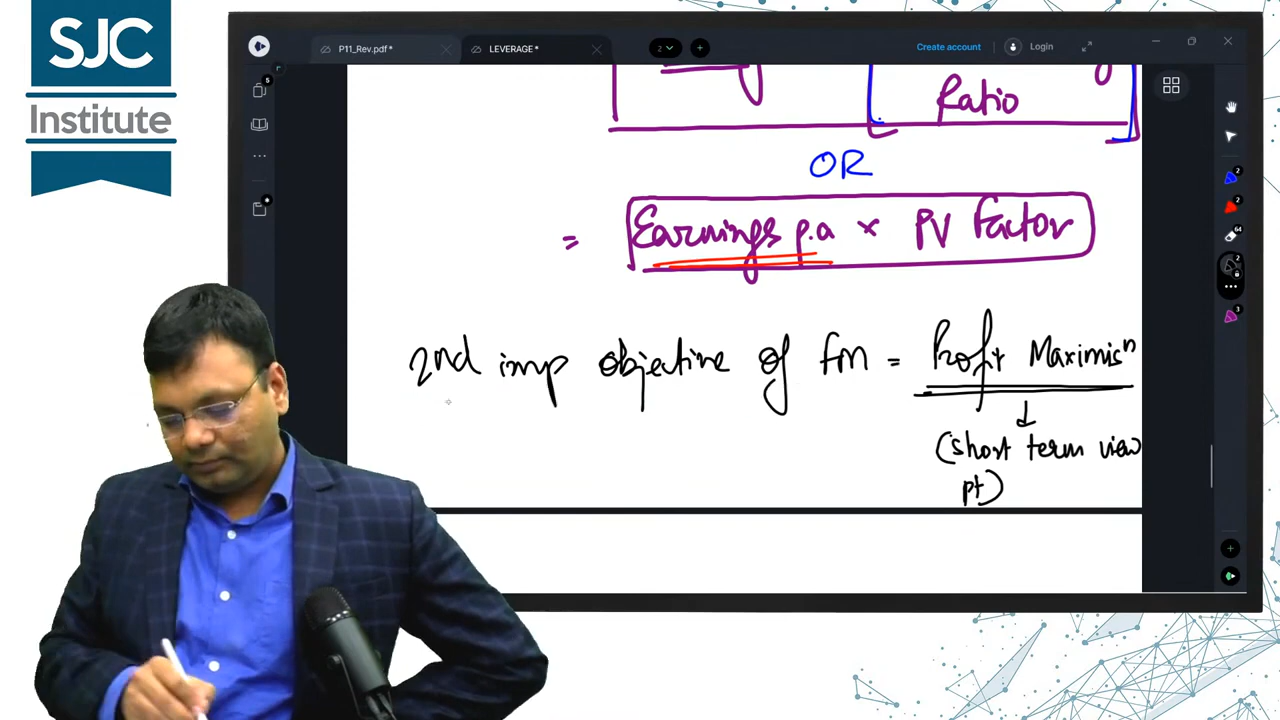 SJC
Institute
P11_Rev.pdf*
LEVERAGE*
2
Create account
Login
Ratio
OR
= Earnings p.a × PV Factor
2nd imp objective of fm = Profit Maximisn
(short term view
pt)